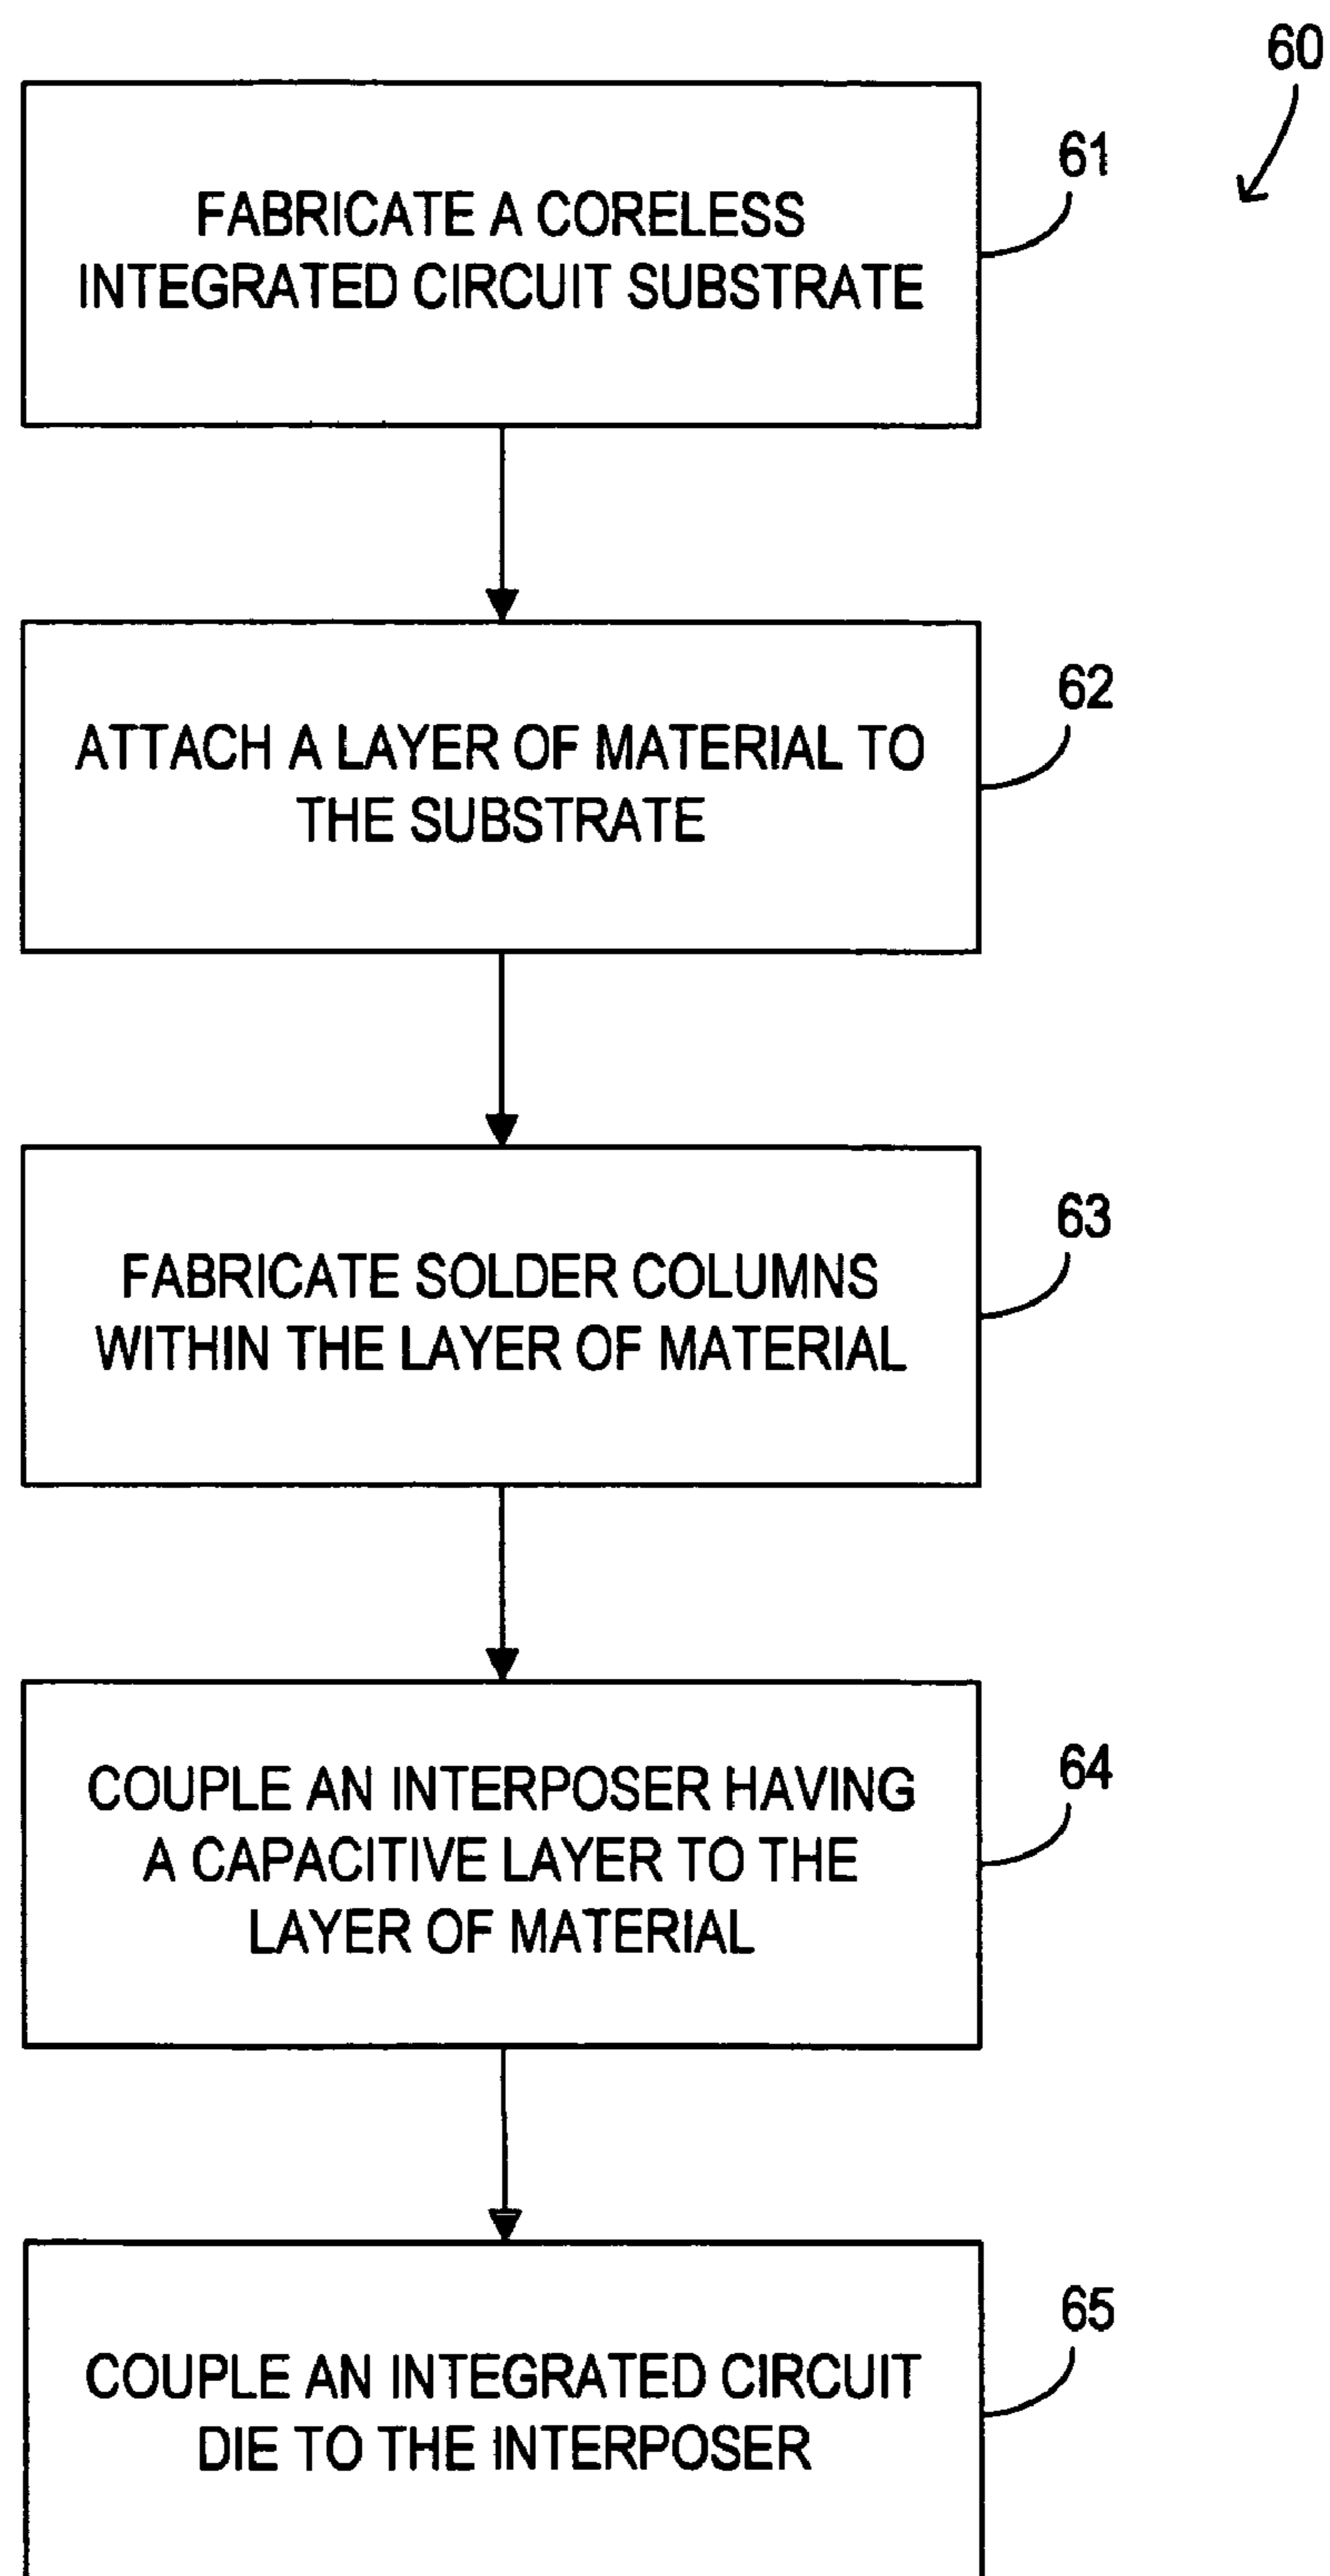 60
61
FABRICATE A CORELESS
INTEGRATED CIRCUIT SUBSTRATE
62
ATTACH A LAYER OF MATERIAL TO
THE SUBSTRATE
63
FABRICATE SOLDER COLUMNS
WITHIN THE LAYER OF MATERIAL
64
COUPLE AN INTERPOSER HAVING
A CAPACITIVE LAYER TO THE
LAYER OF MATERIAL
65
COUPLE AN INTEGRATED CIRCUIT
DIE TO THE INTERPOSER